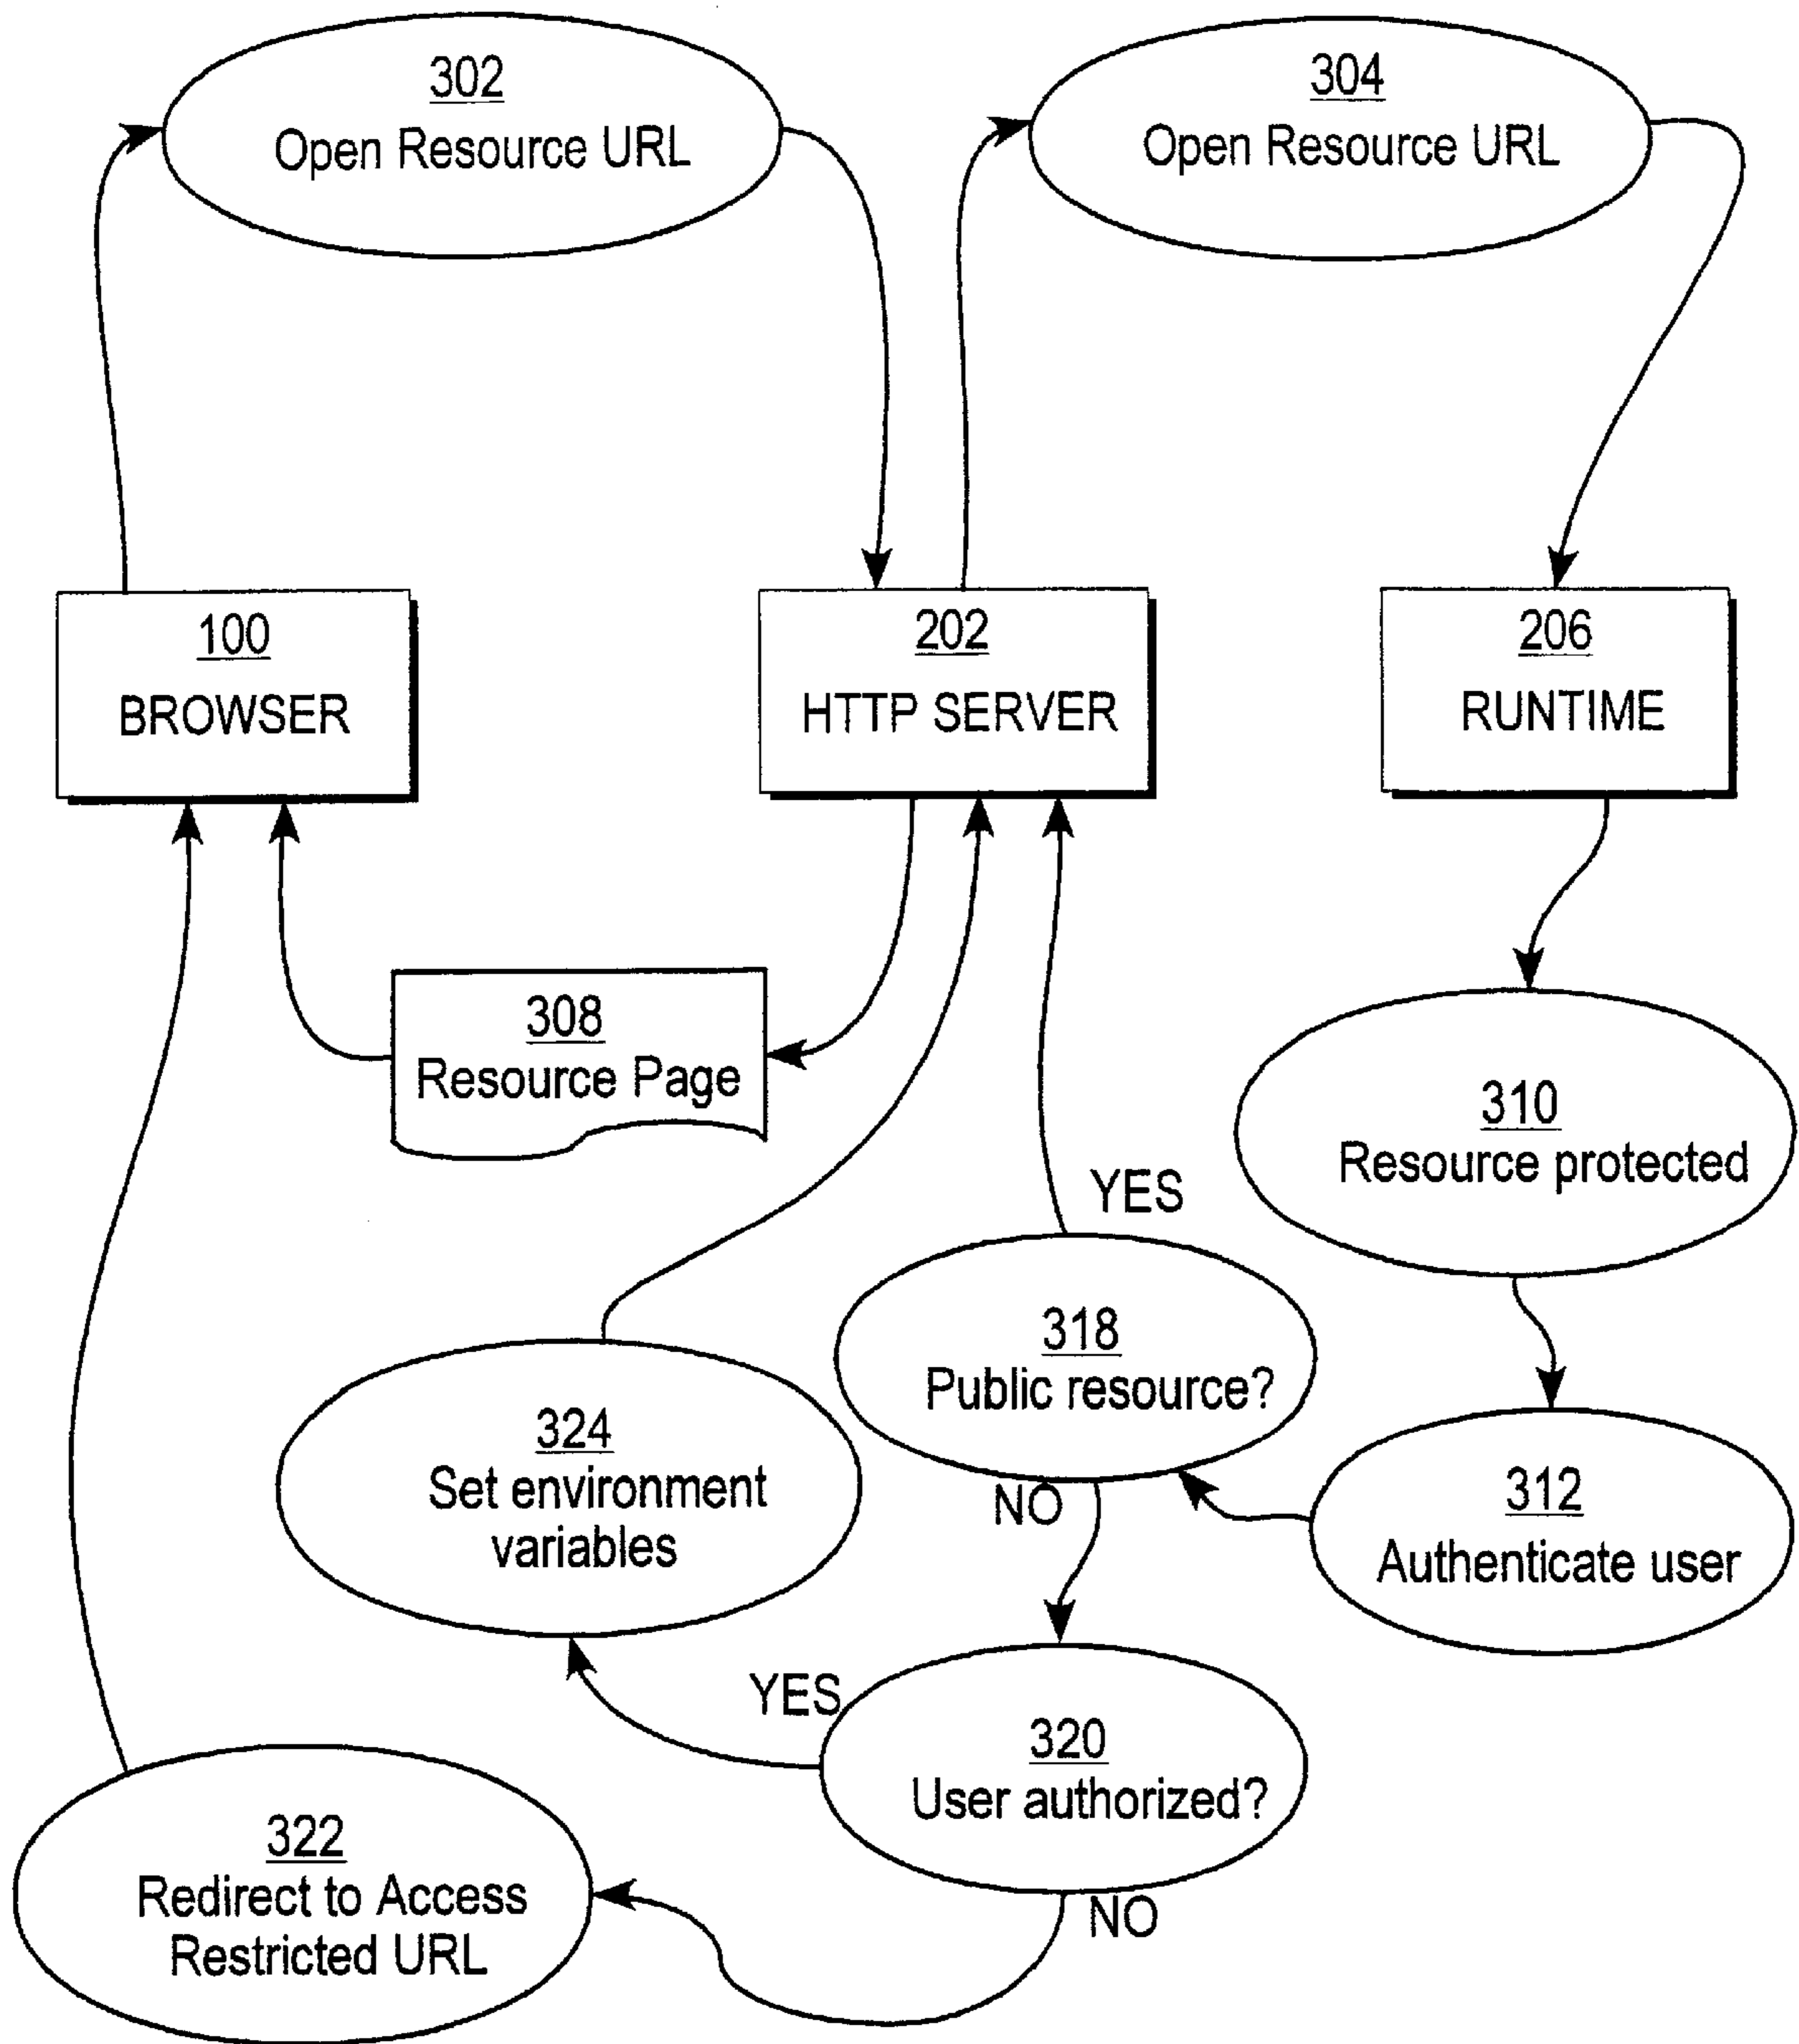 302
Open Resource URL
304
Open Resource URL
100
BROWSER
202
HTTP SERVER
206
RUNTIME
308
Resource Page
310
Resource protected
YES
318
Public resource?
NO
312
Authenticate user
324
Set environment
variables
YES
320
User authorized?
NO
322
Redirect to Access
Restricted URL